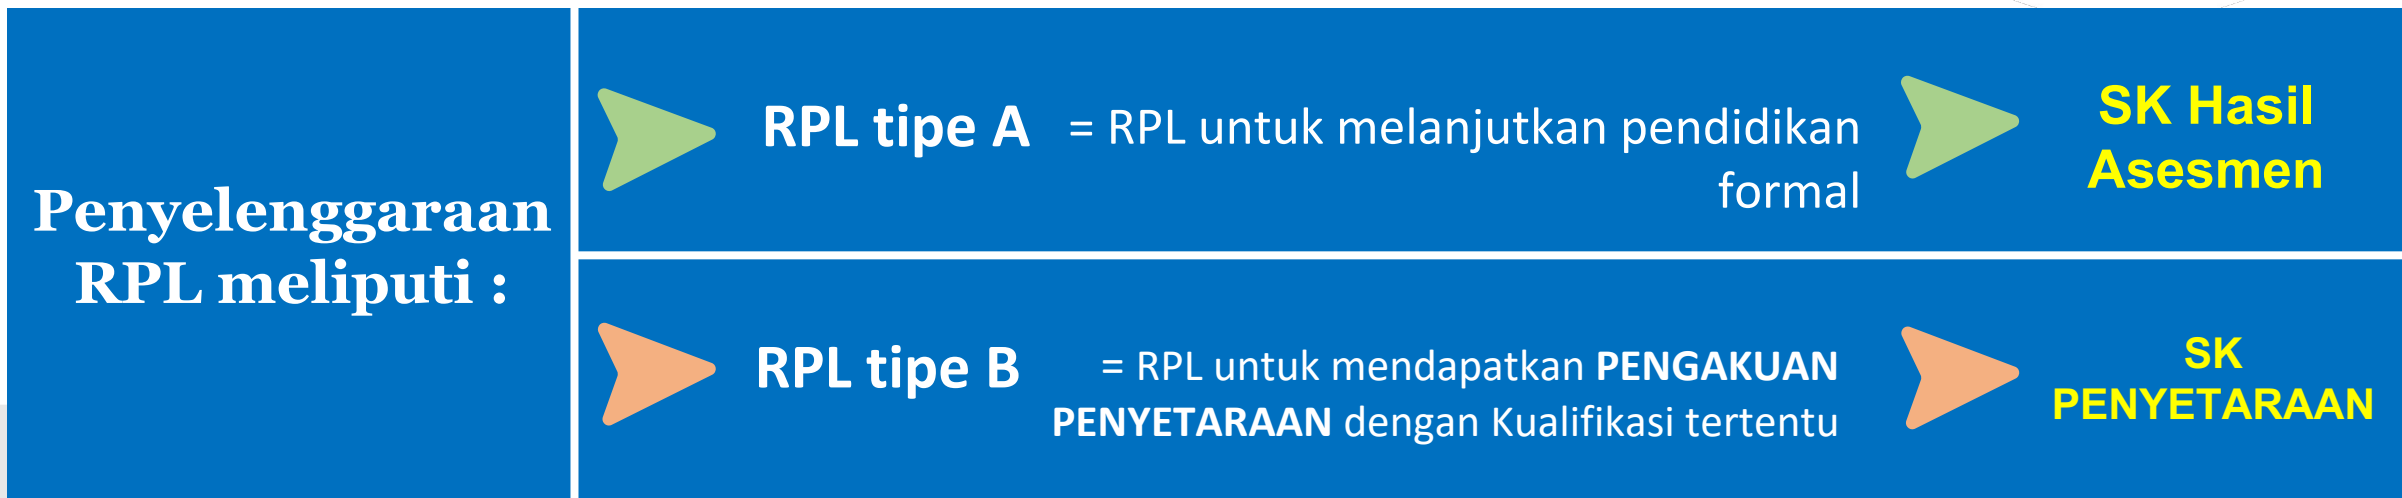 Penyelenggaraan
RPL meliputi :
RPL tipe A = RPL untuk melanjutkan pendidikan
formal
SK Hasil
Asesmen
RPL tipe B = RPL untuk mendapatkan PENGAKUAN
PENYETARAAN dengan Kualifikasi tertentu
SK
PENYETARAAN